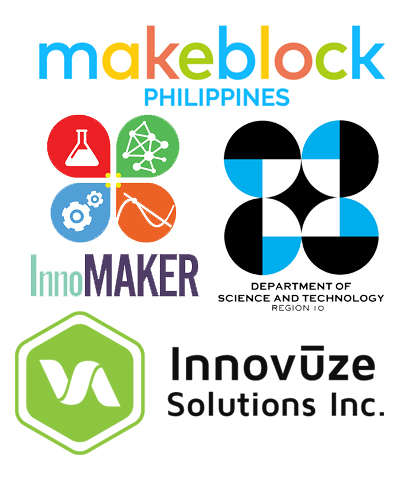 makeblock
PHILIPPINES
InnoMAKER
DEPARTMENT OF
SCIENCE AND TECHNOLOGY
REGION 10
Innovūze
Solutions Inc.